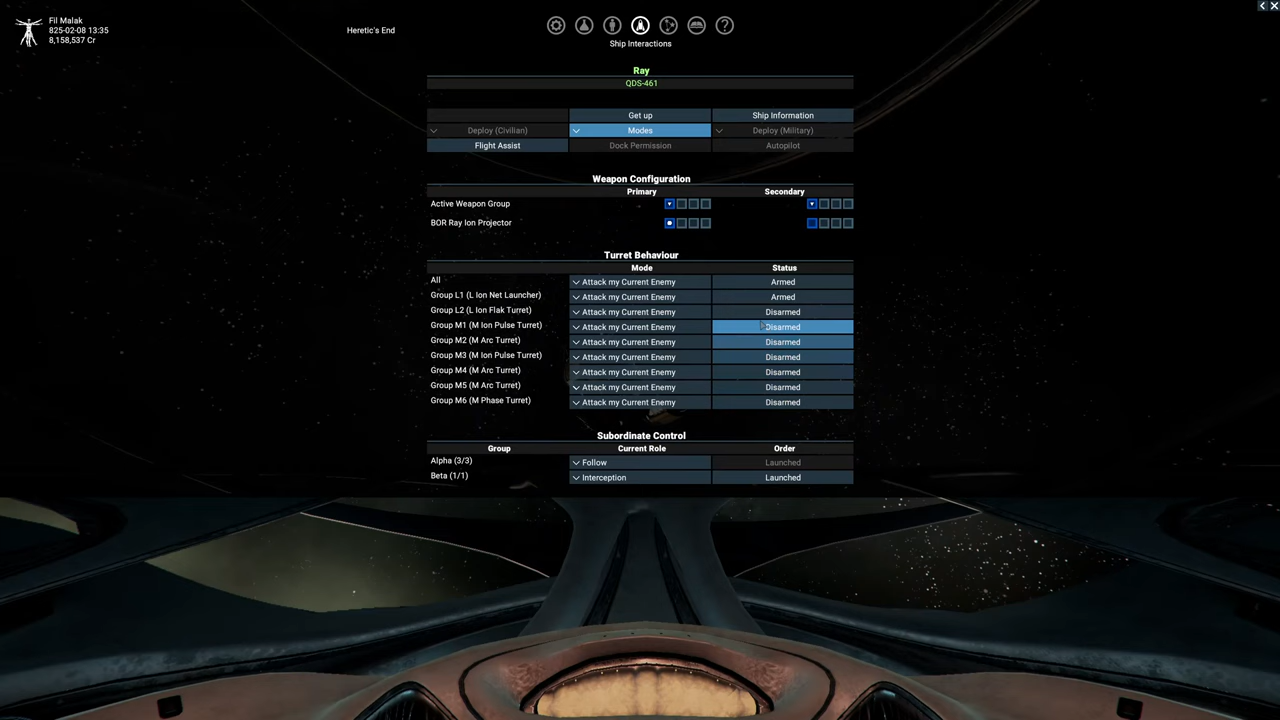 Fil Malak
825-02-08 13:35
8,158,537 Cr
Heretic's End
Ship Interactions
Ray
QDS-461
Get up Ship Information
Deploy (Civilian) Modes Deploy (Military)
Flight Assist Dock Permission Autopilot
Weapon Configuration
Primary Secondary
Active Weapon Group
BOR Ray Ion Projector
Turret Behaviour
Mode Status
All Attack my Current Enemy Armed
Group L1 (L Ion Net Launcher) Attack my Current Enemy Armed
Group L2 (L Ion Flak Turret) Attack my Current Enemy Disarmed
Group M1 (M Ion Pulse Turret) Attack my Current Enemy Disarmed
Group M2 (M Arc Turret) Attack my Current Enemy Disarmed
Group M3 (M Ion Pulse Turret) Attack my Current Enemy Disarmed
Group M4 (M Arc Turret) Attack my Current Enemy Disarmed
Group M5 (M Arc Turret) Attack my Current Enemy Disarmed
Group M6 (M Phase Turret) Attack my Current Enemy Disarmed
Subordinate Control
Group Current Role Order
Alpha (3/3) Follow Launched
Beta (1/1) Interception Launched